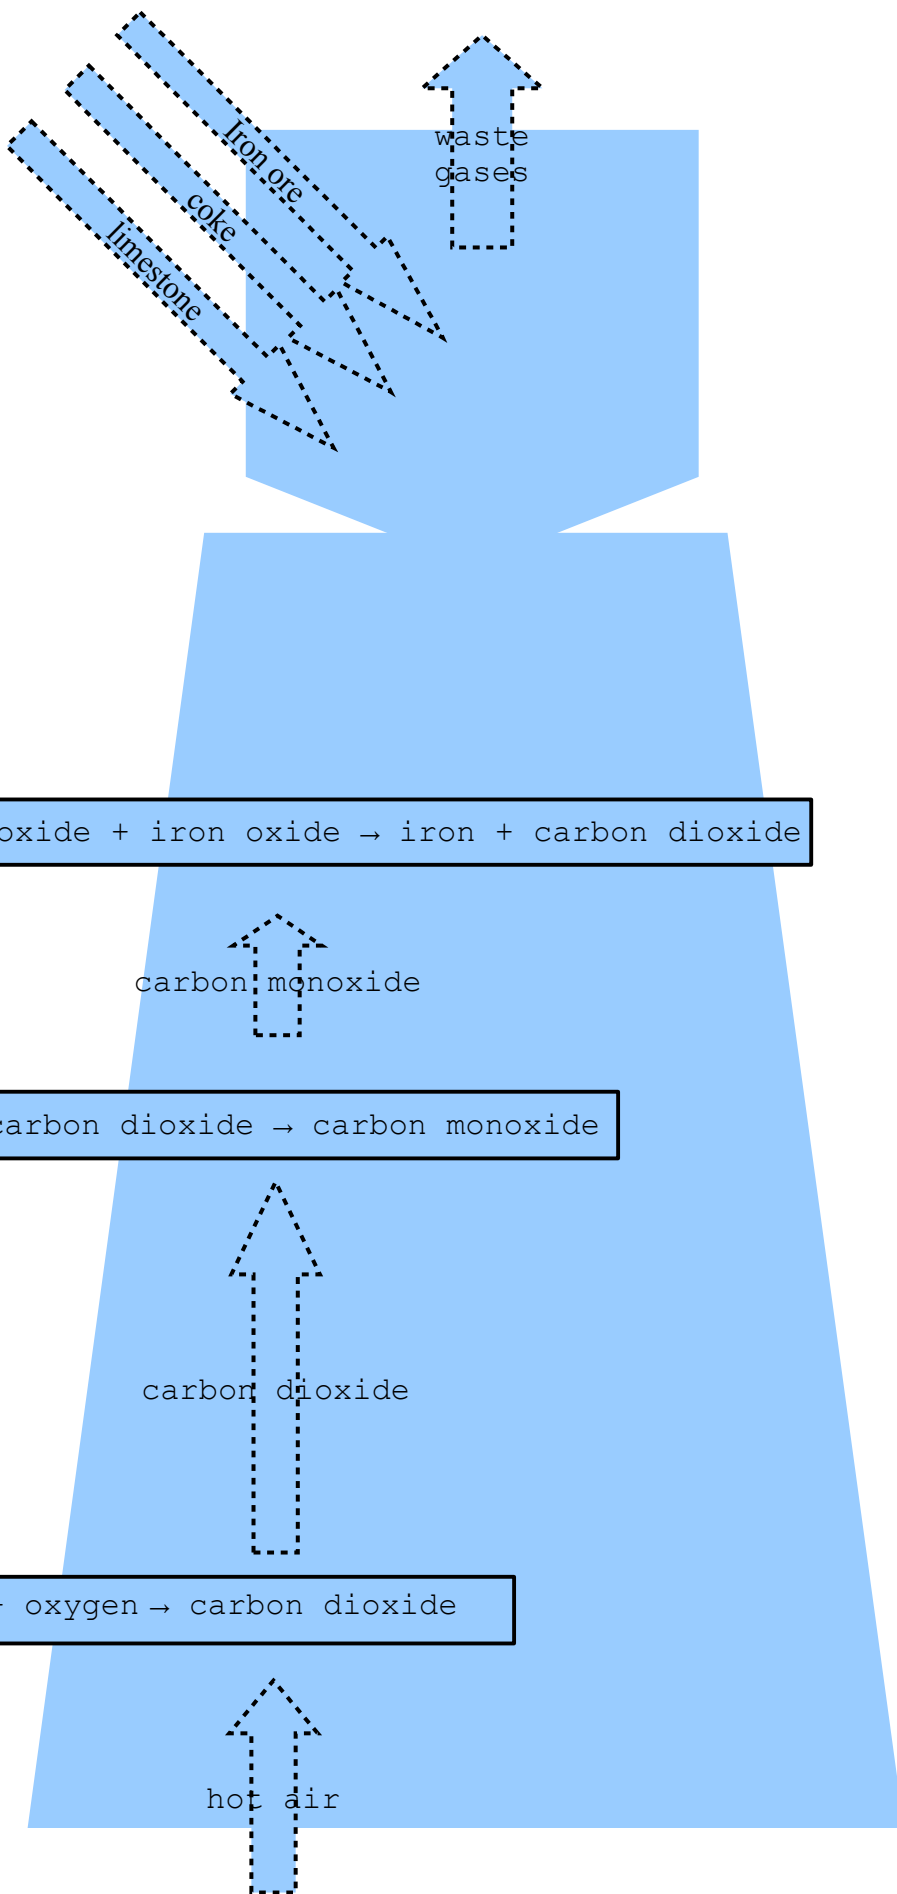 Iron ore
coke
limestone
waste
gases
oxide + iron oxide → iron + carbon dioxide
carbon monoxide
carbon dioxide → carbon monoxide
carbon dioxide
+ oxygen → carbon dioxide
hot air